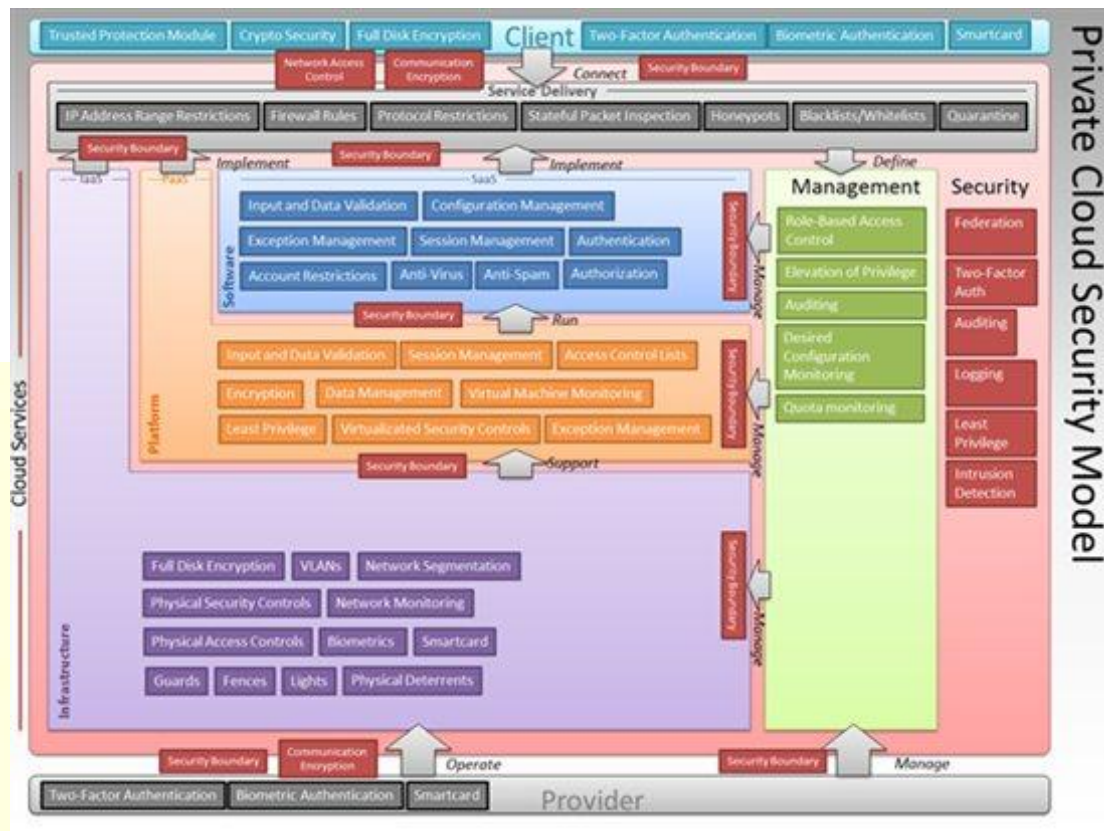 Trusted Protection Module
Crypto Security
Full Disk Encryption
Client
Two-Factor Authentication
Biometric Authentication
Smartcard
Network Access
Control
Communication
Encryption
Connect
Security Boundary
Service Delivery
IP Address Range Restrictions
Firewall Rules
Protocol Restrictions
Stateful Packet Inspection
Honeypots
Blacklists/Whitelists
Quarantine
Security Boundary
Implement
Security Boundary
Implement
Define
IaaS
PaaS
SaaS
Software
Input and Data Validation
Configuration Management
Exception Management
Session Management
Authentication
Account Restrictions
Anti-Virus
Anti-Spam
Authorization
Security Boundary
Manage
Security Boundary
Run
Platform
Input and Data Validation
Session Management
Access Control Lists
Encryption
Data Management
Virtual Machine Monitoring
Least Privilege
Virtualizated Security Controls
Exception Management
Security Boundary
Manage
Security Boundary
Support
Infrastructure
Full Disk Encryption
VLANs
Network Segmentation
Physical Security Controls
Network Monitoring
Physical Access Controls
Biometrics
Smartcard
Guards
Fences
Lights
Physical Deterrents
Security Boundary
Manage
Cloud Services
Management
Role-Based Access
Control
Elevation of Privilege
Auditing
Desired
Configuration
Monitoring
Quota monitoring
Security
Federation
Two-Factor
Auth
Auditing
Logging
Least
Privilege
Intrusion
Detection
Private Cloud Security Model
Security Boundary
Communication
Encryption
Operate
Security Boundary
Manage
Two-Factor Authentication
Biometric Authentication
Smartcard
Provider